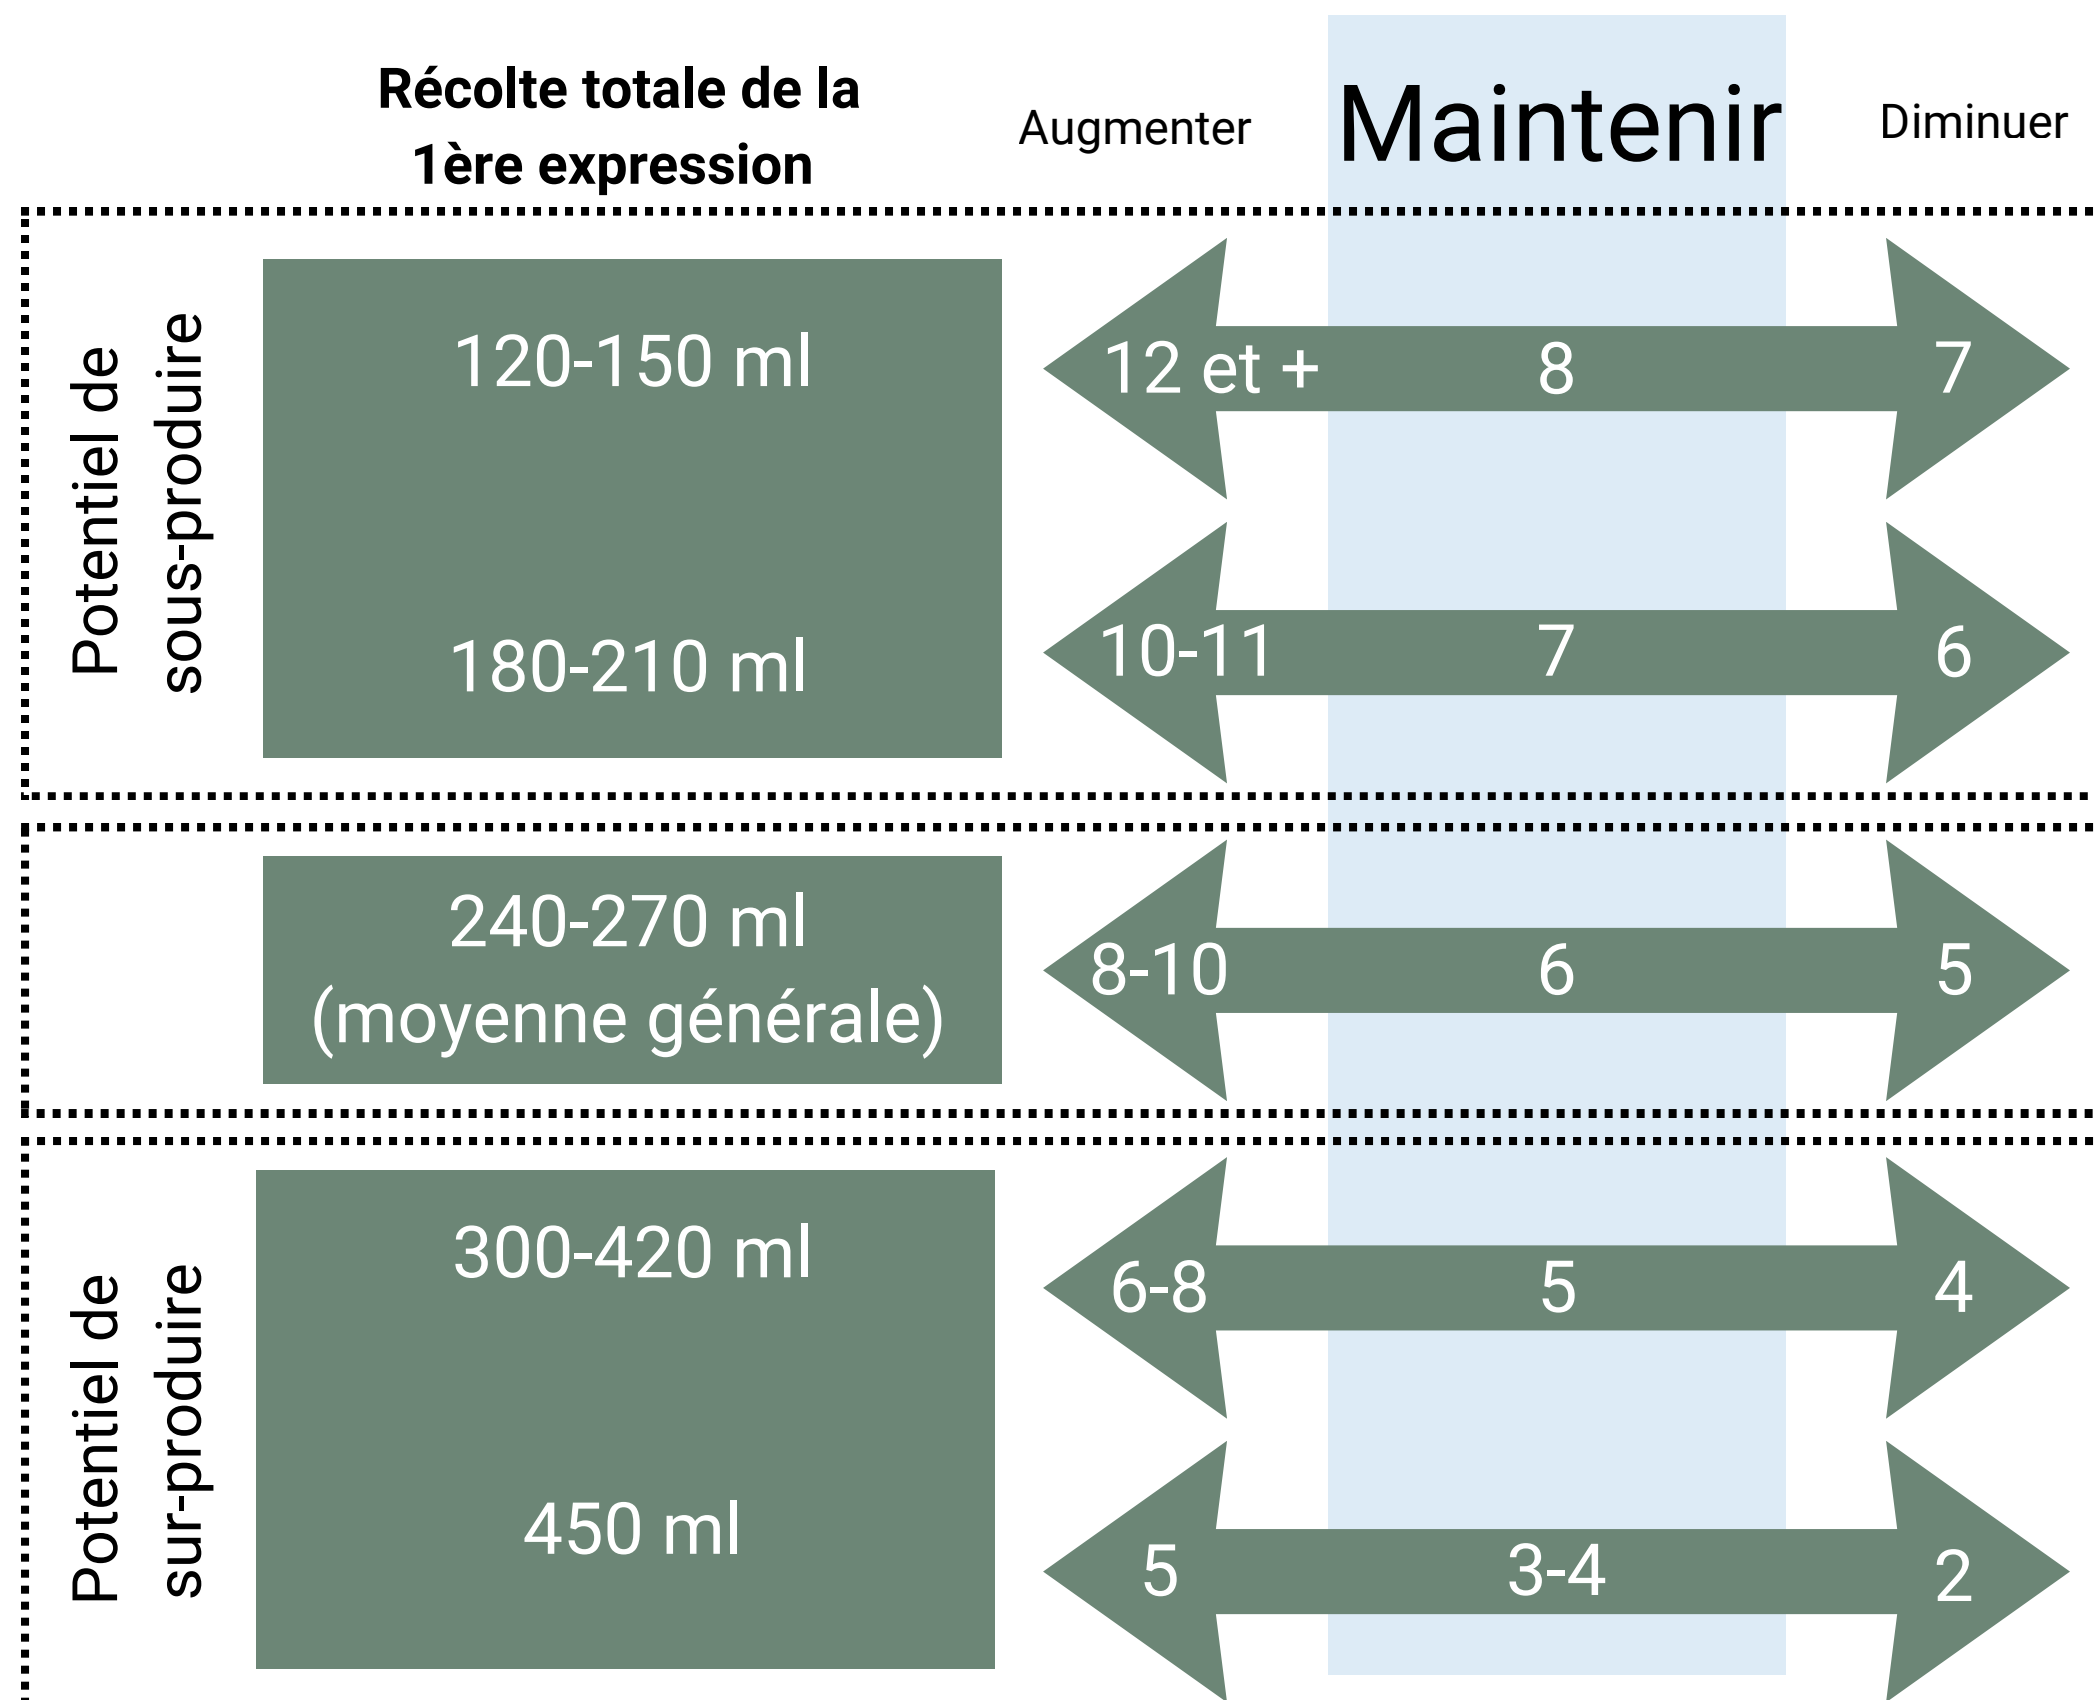 Récolte totale de la
1ère expression
Augmenter
Maintenir
Diminuer
Potentiel de
sous-produire
120-150 ml
12 et +
8
7
180-210 ml
10-11
7
6
240-270 ml
(moyenne générale)
8-10
6
5
Potentiel de
sur-produire
300-420 ml
6-8
5
4
450 ml
5
3-4
2